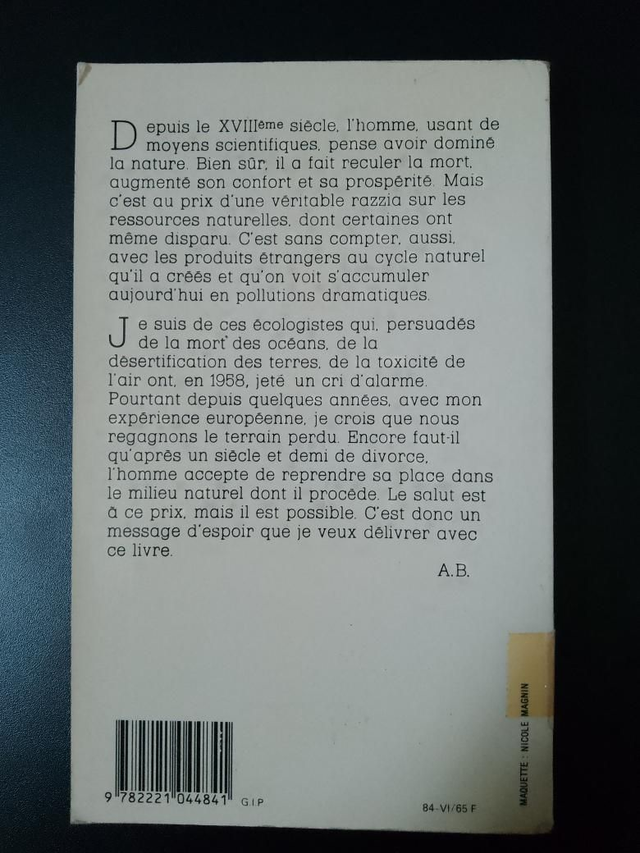 Depuis le XVIIIème siècle, l'homme, usant de
moyens scientifiques, pense avoir dominé
la nature. Bien sûr, il a fait reculer la mort,
augmenté son confort et sa prospérité. Mais
c'est au prix d'une véritable razzia sur les
ressources naturelles, dont certaines ont
même disparu. C'est sans compter, aussi,
avec les produits étrangers au cycle naturel
qu'il a créés et qu'on voit s'accumuler
aujourd'hui en pollutions dramatiques.
Je suis de ces écologistes qui, persuadés
de la mort des océans, de la
désertification des terres, de la toxicité de
l'air ont, en 1958, jeté un cri d'alarme.
Pourtant depuis quelques années, avec mon
expérience européenne, je crois que nous
regagnons le terrain perdu. Encore faut-il
qu'après un siècle et demi de divorce,
l'homme accepte de reprendre sa place dans
le milieu naturel dont il procède. Le salut est
à ce prix, mais il est possible. C'est donc un
message d'espoir que je veux délivrer avec
ce livre.
A.B.
MAQUETTE : NICOLE MAGNIN
9 782221 044841
G.I.P
84-VI/65 F